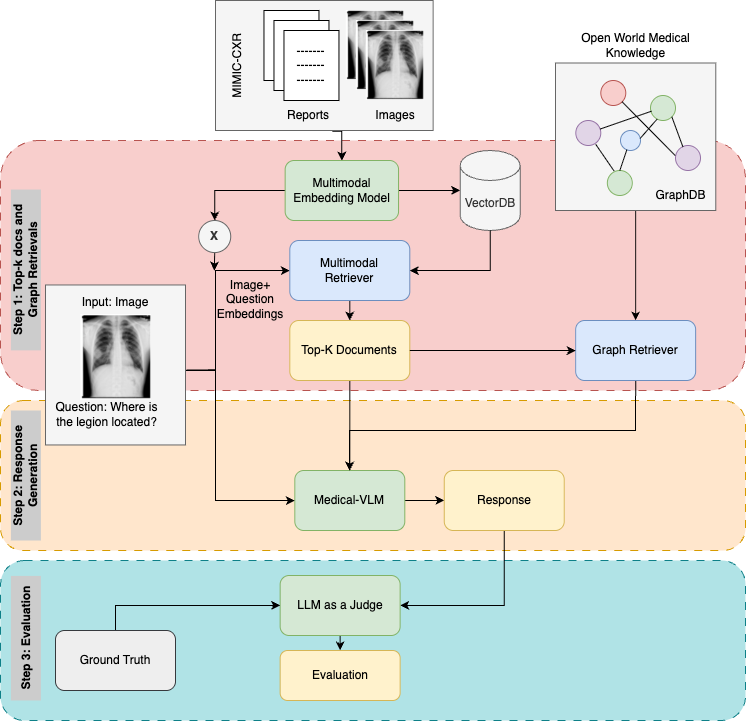 MIMIC-CXR
Reports
Images
Open World Medical
Knowledge
GraphDB
Step 1: Top-k docs and
Graph Retrievals
Multimodal
Embedding Model
VectorDB
X
Multimodal
Retriever
Image+
Question
Embeddings
Input: Image
Question: Where is
the legion located?
Top-K Documents
Graph Retriever
Step 2: Response
Generation
Medical-VLM
Response
Step 3: Evaluation
LLM as a Judge
Ground Truth
Evaluation